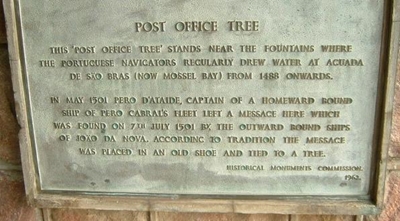 POST OFFICE TREE
THIS 'POST OFFICE TREE' STANDS NEAR THE FOUNTAINS WHERE
THE PORTUGUESE NAVIGATORS REGULARLY DREW WATER AT AGUADA
DE SÃO BRAS (NOW MOSSEL BAY) FROM 1488 ONWARDS.
IN MAY 1501 PERO D'ATAIDE, CAPTAIN OF A HOMEWARD BOUND
SHIP OF PERO CABRAL'S FLEET LEFT A MESSAGE HERE WHICH
WAS FOUND ON 7TH JULY 1501 BY THE OUTWARD BOUND SHIPS
OF JOÃO DA NOVA. ACCORDING TO TRADITION THE MESSAGE
WAS PLACED IN AN OLD SHOE AND TIED TO A TREE.
HISTORICAL MONUMENTS COMMISSION.
1962.